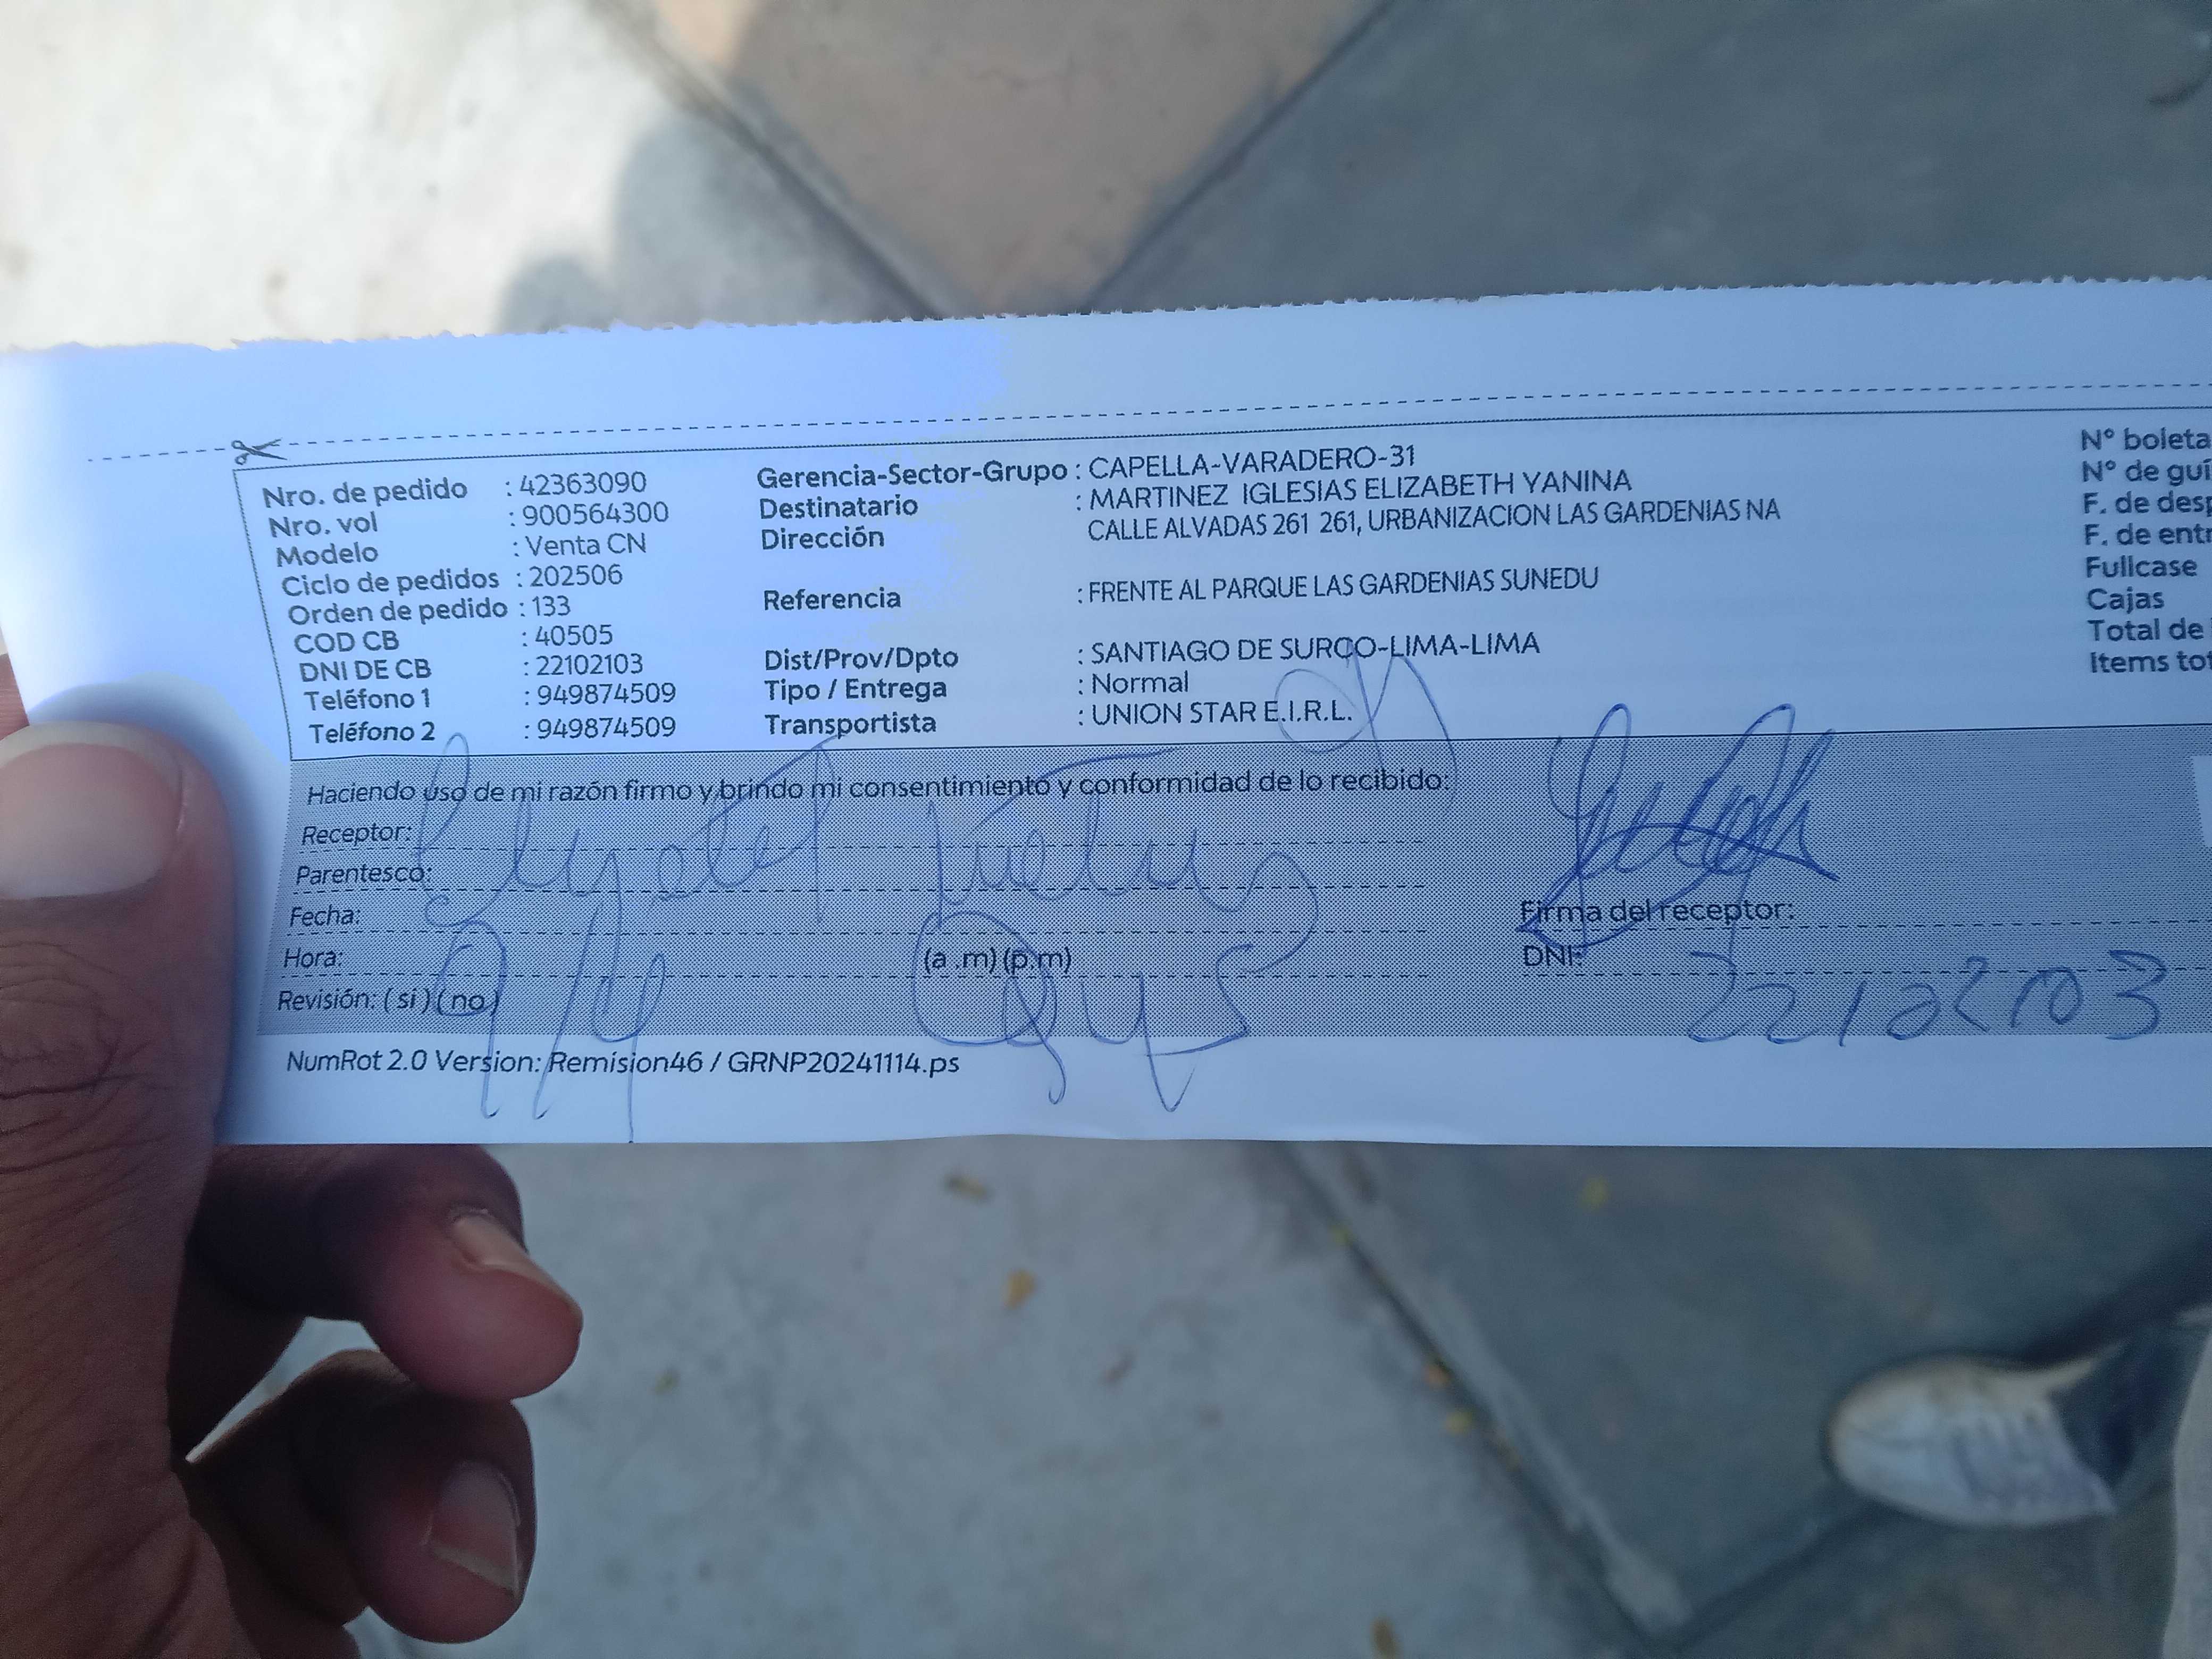 Nro. de pedido : 42363090
Nro. vol : 900564300
Modelo : Venta CN
Ciclo de pedidos : 202506
Orden de pedido : 133
COD CB : 40505
DNI DE CB : 22102103
Teléfono 1 : 949874509
Teléfono 2 : 949874509
Gerencia-Sector-Grupo : CAPELLA-VARADERO-31
Destinatario : MARTINEZ IGLESIAS ELIZABETH YANINA
Dirección CALLE ALVADAS 261 261, URBANIZACION LAS GARDENIAS NA
Referencia : FRENTE AL PARQUE LAS GARDENIAS SUNEDU
Dist/Prov/Dpto : SANTIAGO DE SURCO-LIMA-LIMA
Tipo / Entrega : Normal
Transportista : UNION STAR E.I.R.L.
N° boleta
N° de guí
F. de desp
F. de entr
Fullcase
Cajas
Total de
Items tot
Haciendo uso de mi razón firmo y brindo mi consentimiento y conformidad de lo recibido:
Receptor:
Parentesco:
Fecha: 9/4
Hora: (a .m) (p.m)
Revisión: ( si ) ( no )
Firma del receptor:
DNI: 22102103
NumRot 2.0 Version: Remision46 / GRNP20241114.ps